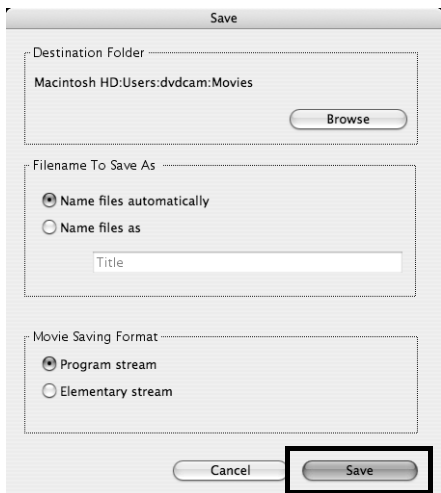 Save
Destination Folder
Macintosh HD:Users:dvdcam:Movies
Browse
Filename To Save As
Name files automatically
Name files as
Title
Movie Saving Format
Program stream
Elementary stream
Cancel
Save